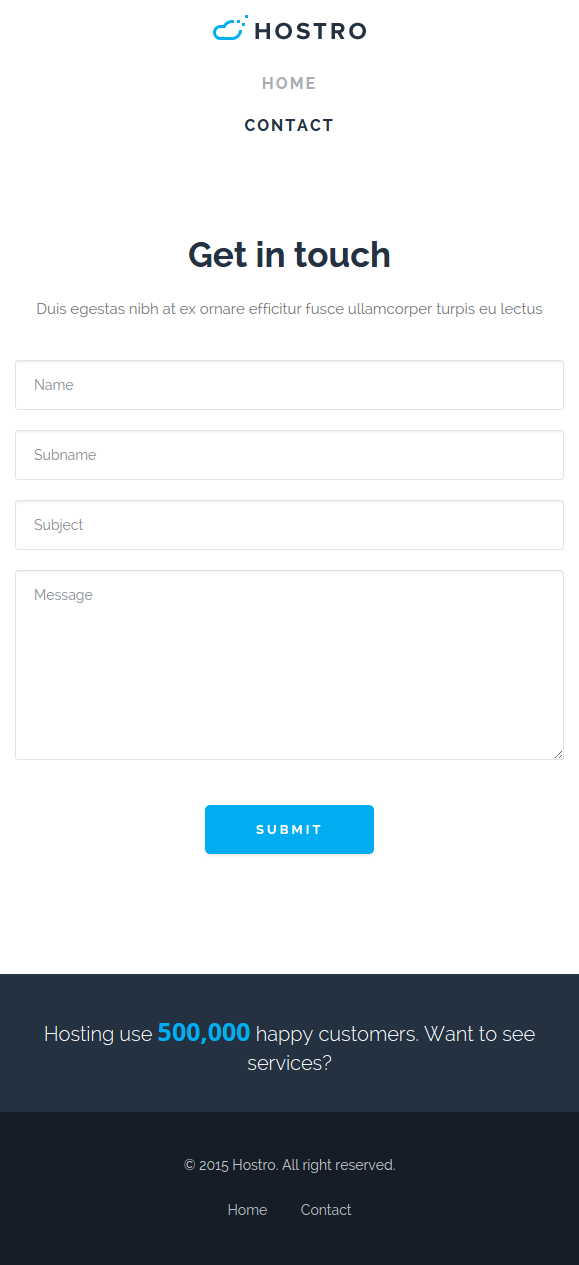 HOSTRO
HOME
CONTACT
Get in touch
Duis egestas nibh at ex ornare efficitur fusce ullamcorper turpis eu lectus
Name
Subname
Subject
Message
SUBMIT
Hosting use 500,000 happy customers. Want to see
services?
© 2015 Hostro. All right reserved.
Home Contact